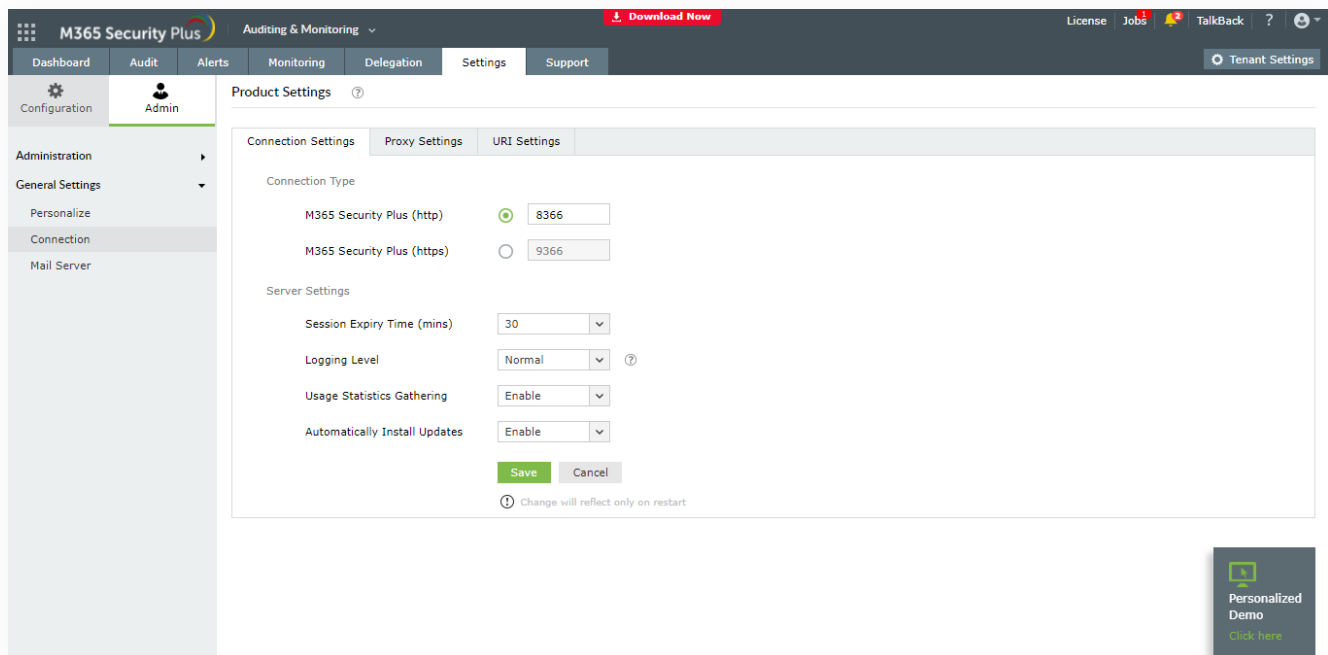 Download Now
M365 Security Plus
Auditing & Monitoring
License Jobs 1 2 TalkBack ?
Dashboard Audit Alerts Monitoring Delegation Settings Support
Tenant Settings
Configuration
Admin
Product Settings ?
Connection Settings Proxy Settings URI Settings
Administration
General Settings
Personalize
Connection
Mail Server
Connection Type
M365 Security Plus (http) 8366
M365 Security Plus (https) 9366
Server Settings
Session Expiry Time (mins) 30
Logging Level Normal ?
Usage Statistics Gathering Enable
Automatically Install Updates Enable
Save Cancel
! Change will reflect only on restart
Personalized
Demo
Click here